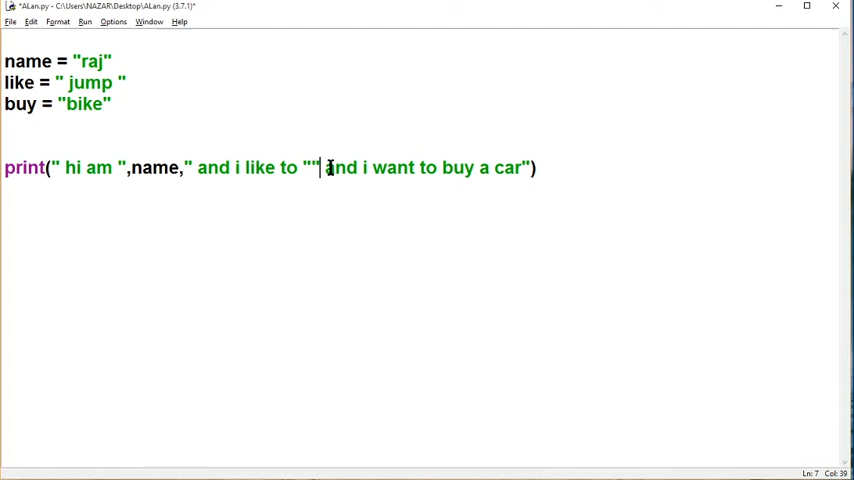 *ALan.py - C:\Users\NAZAR\Desktop\ALan.py (3.7.1)*
File Edit Format Run Options Window Help
name = "raj"
like = " jump "
buy = "bike"
print(" hi am ",name," and i like to "" and i want to buy a car")
Ln: 7 Col: 39